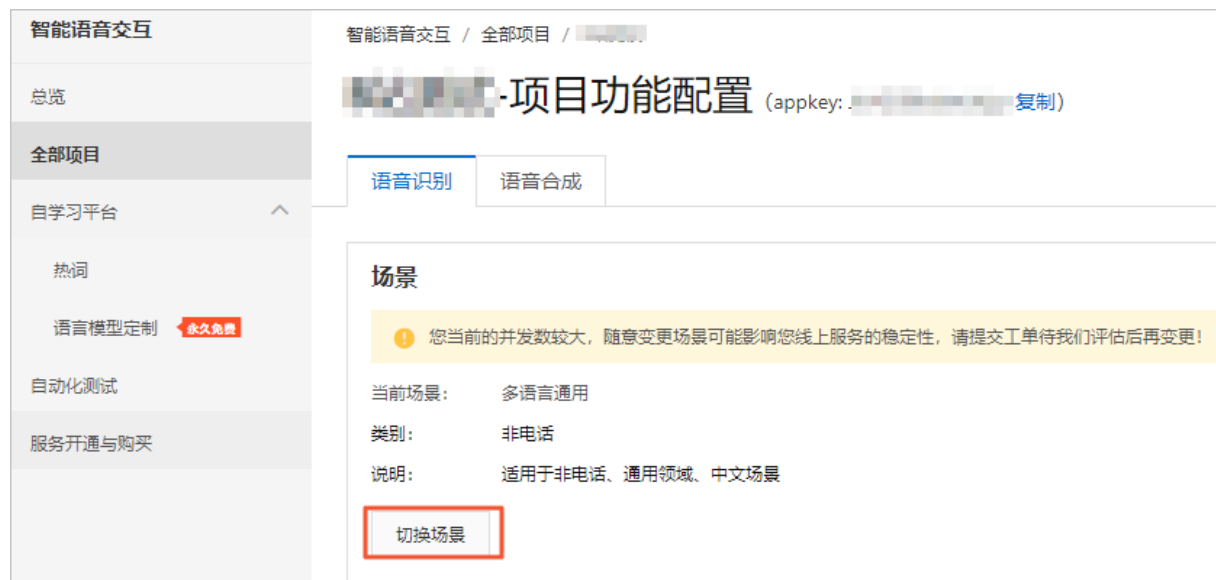 智能语音交互
总览
全部项目
自学习平台
热词
语言模型定制 永久免费
自动化测试
服务开通与购买
智能语音交互 / 全部项目 /
-项目功能配置 (appkey: 复制)
语音识别 语音合成
场景
您当前的并发数较大，随意变更场景可能影响您线上服务的稳定性，请提交工单待我们评估后再变更！
当前场景： 多语言通用
类别： 非电话
说明： 适用于非电话、通用领域、中文场景
切换场景